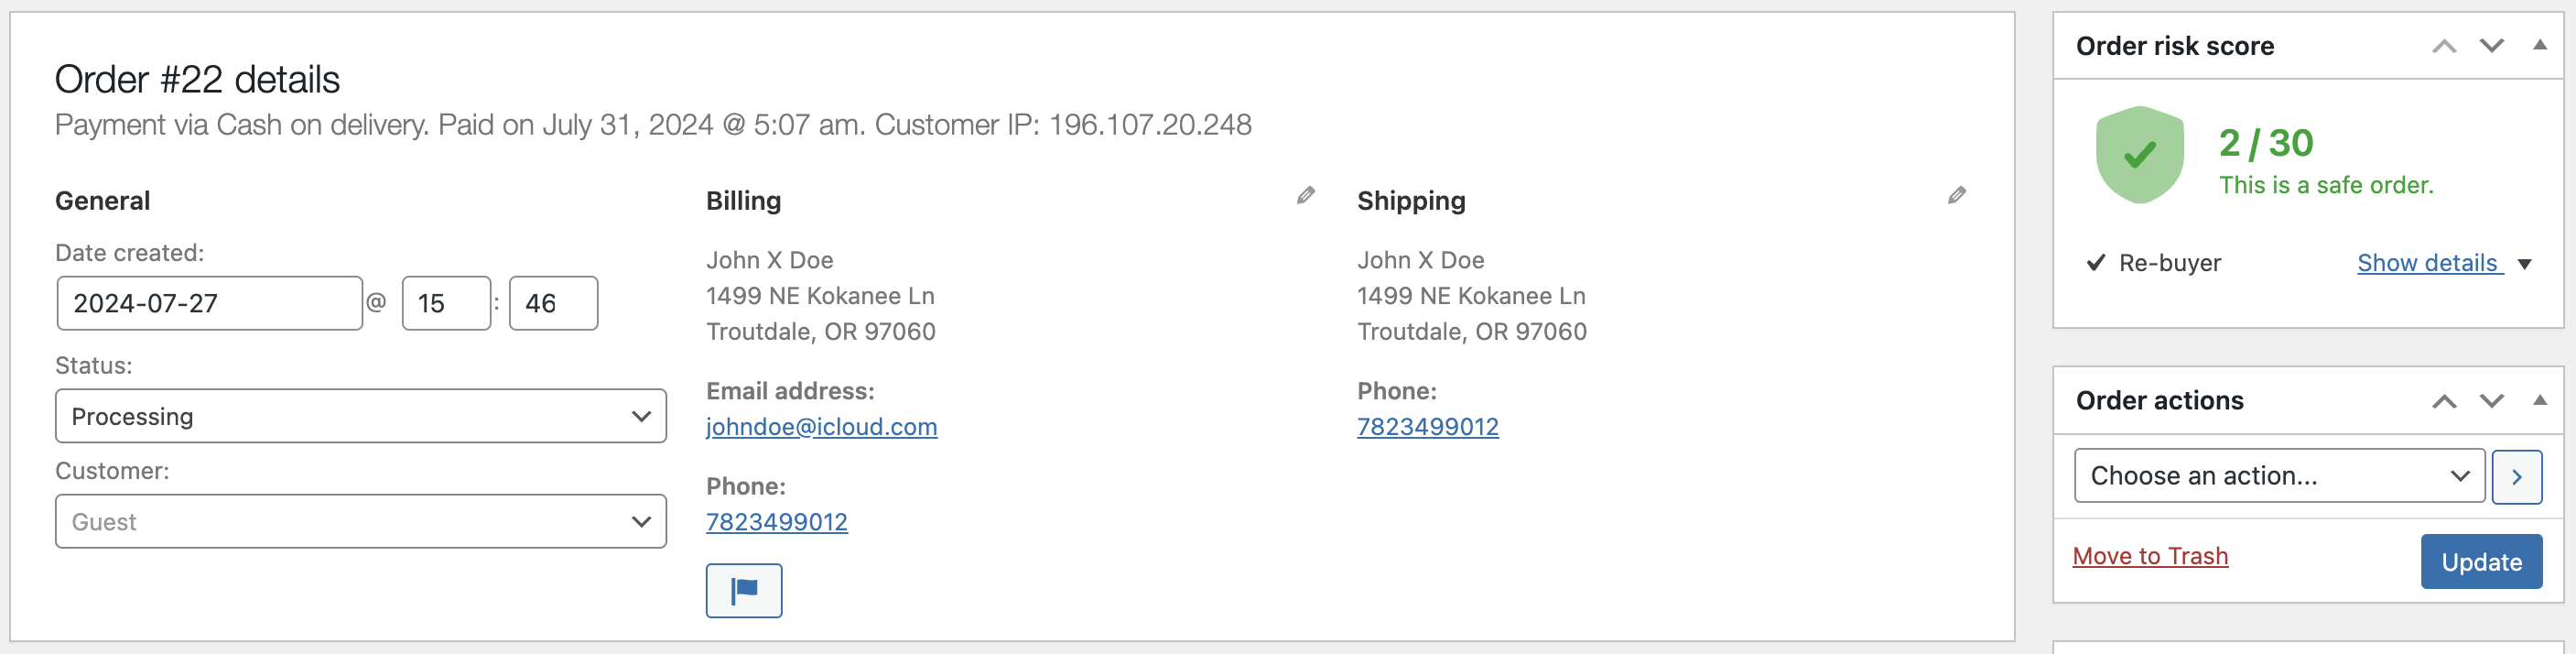 Order #22 details
Payment via Cash on delivery. Paid on July 31, 2024 @ 5:07 am. Customer IP: 196.107.20.248
General
Date created:
2024-07-27 @ 15 : 46
Status:
Processing
Customer:
Guest
Billing
John X Doe
1499 NE Kokanee Ln
Troutdale, OR 97060
Email address:
johndoe@icloud.com
Phone:
7823499012
Shipping
John X Doe
1499 NE Kokanee Ln
Troutdale, OR 97060
Phone:
7823499012
Order risk score
2 / 30
This is a safe order.
Re-buyer
Show details
Order actions
Choose an action...
Move to Trash
Update